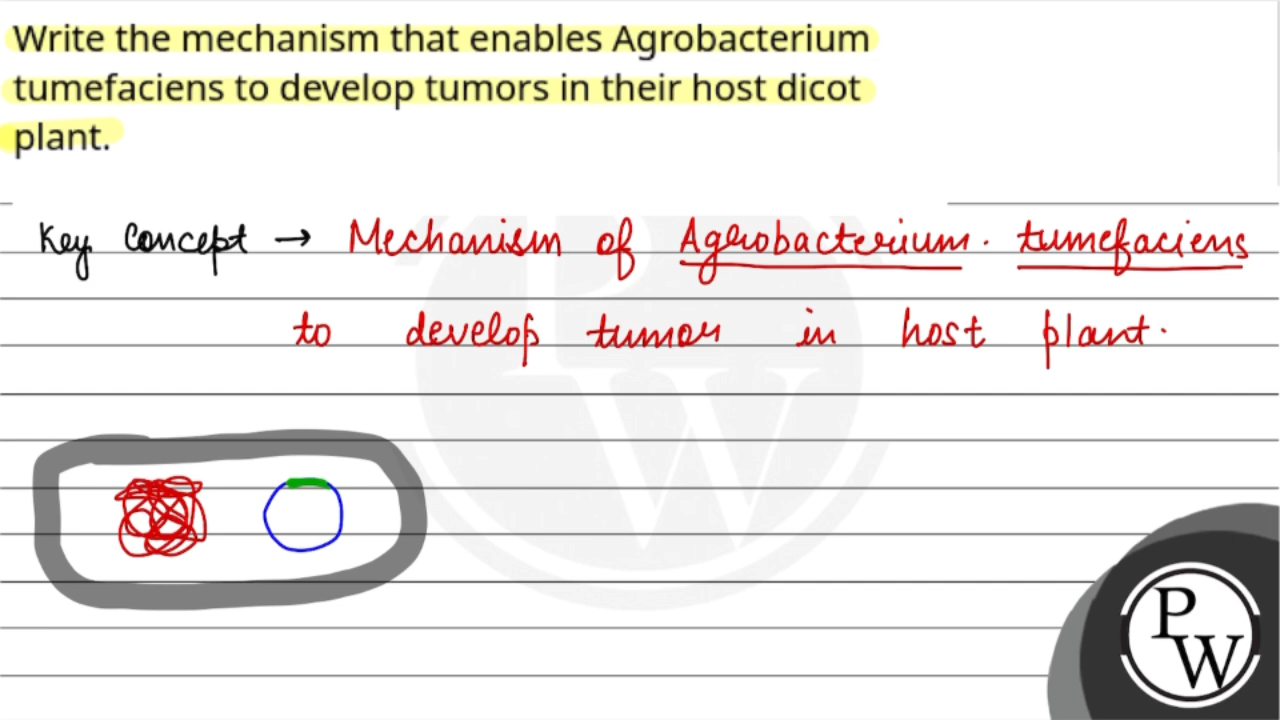 Write the mechanism that enables Agrobacterium
tumefaciens to develop tumors in their host dicot
plant.
Key concept → Mechanism of Agrobacterium. tumefaciens
to develop tumor in host plant.
PW
PW